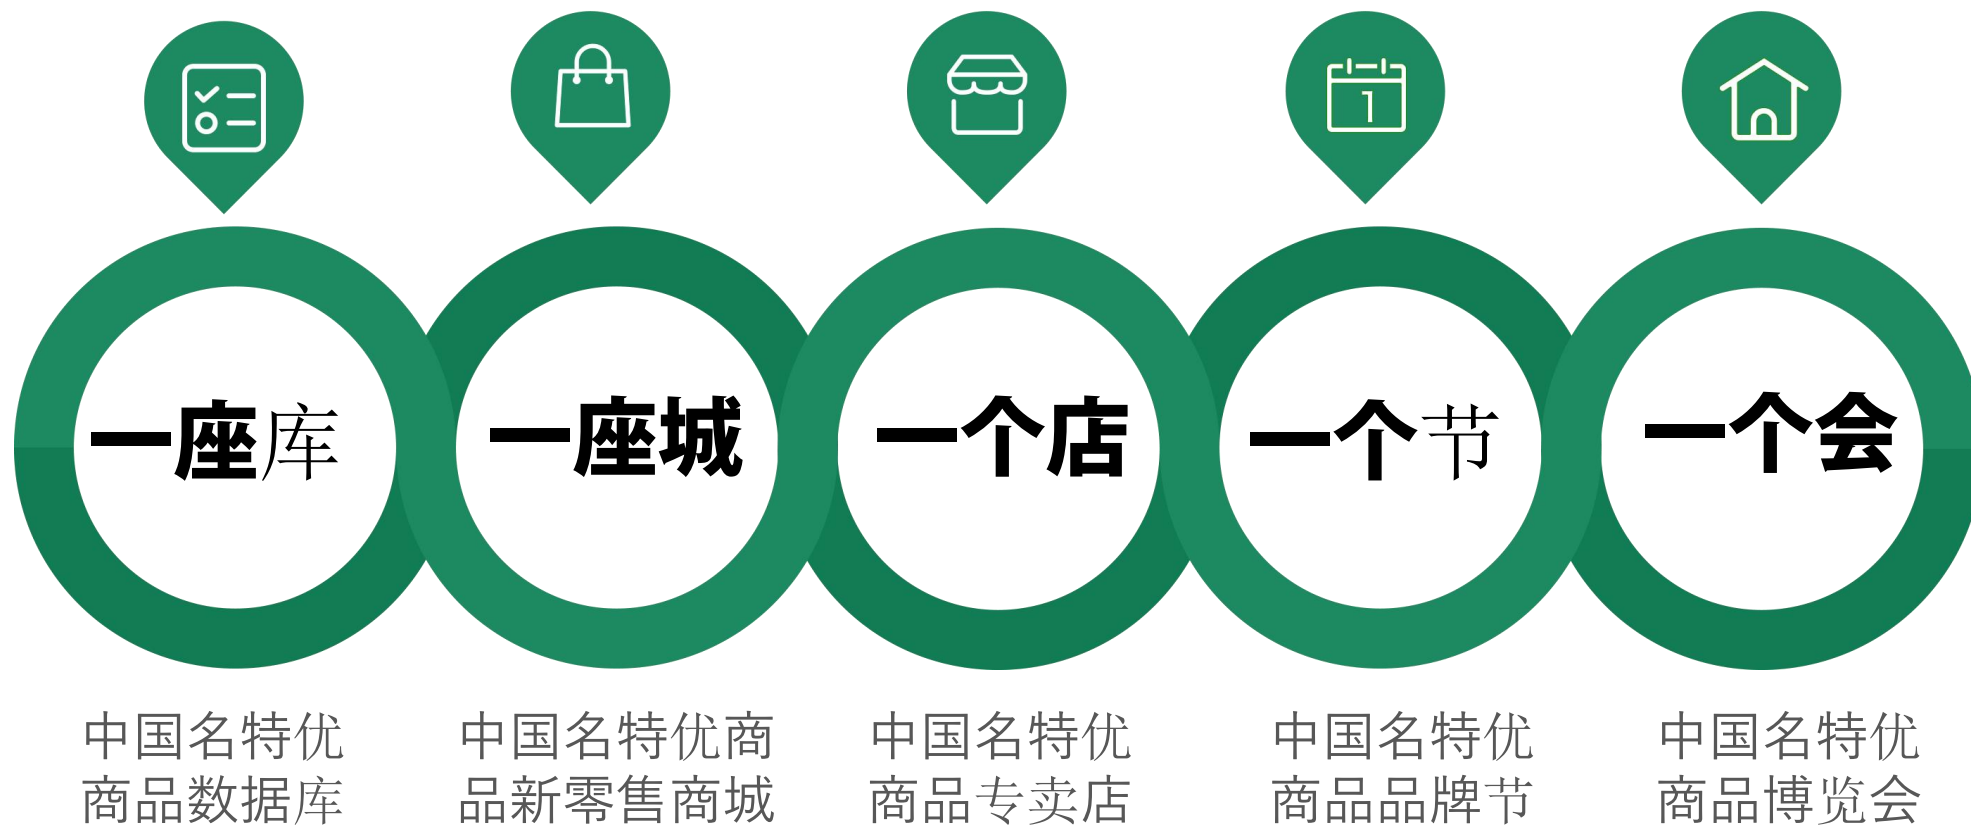 1
一座库
一座城
一个店
一个节
一个会
中国名特优
商品数据库
中国名特优商
品新零售商城
中国名特优
商品专卖店
中国名特优
商品品牌节
中国名特优
商品博览会